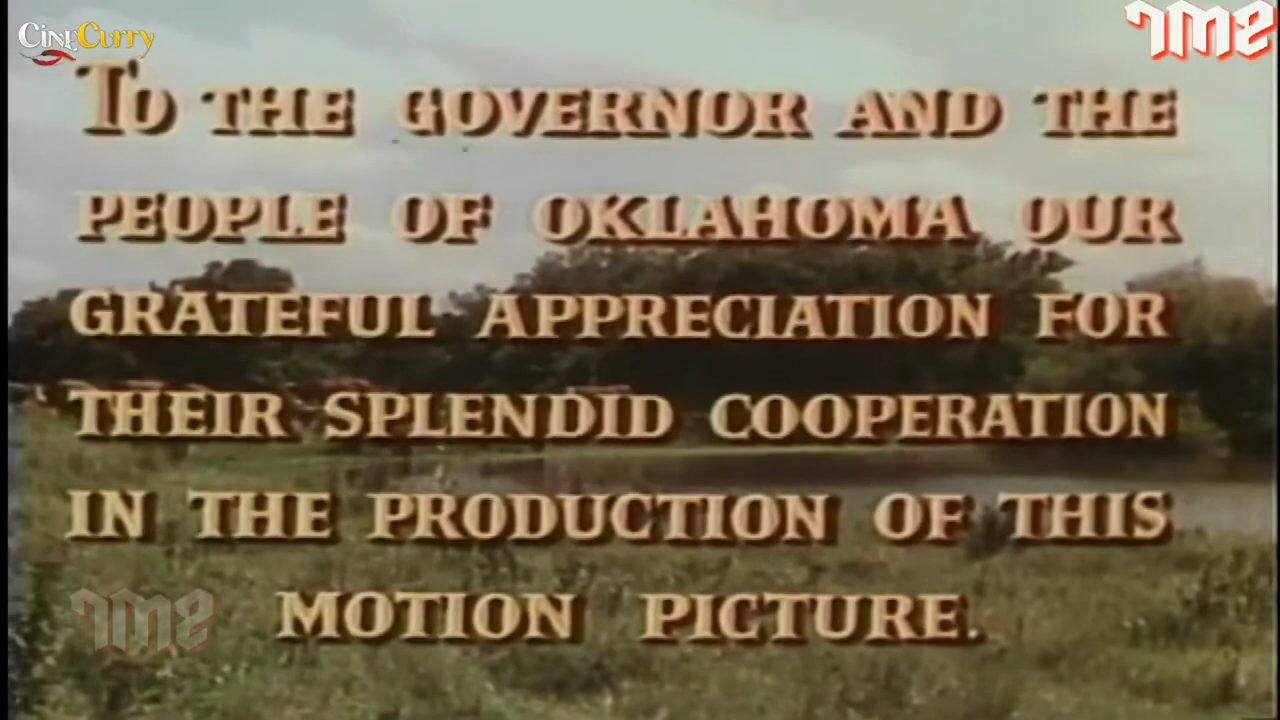 CineCurry
TO THE GOVERNOR AND THE
PEOPLE OF OKLAHOMA OUR
GRATEFUL APPRECIATION FOR
THEIR SPLENDID COOPERATION
IN THE PRODUCTION OF THIS
MOTION PICTURE.